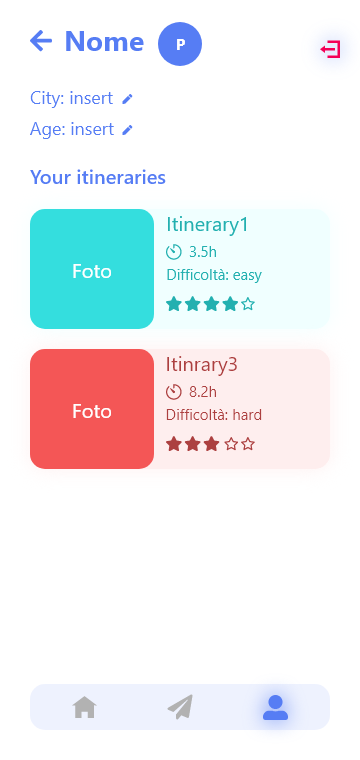 Nome P
City: insert
Age: insert
Your itineraries
Foto
Itinerary1
3.5h
Difficoltà: easy
Foto
Itinrary3
8.2h
Difficoltà: hard